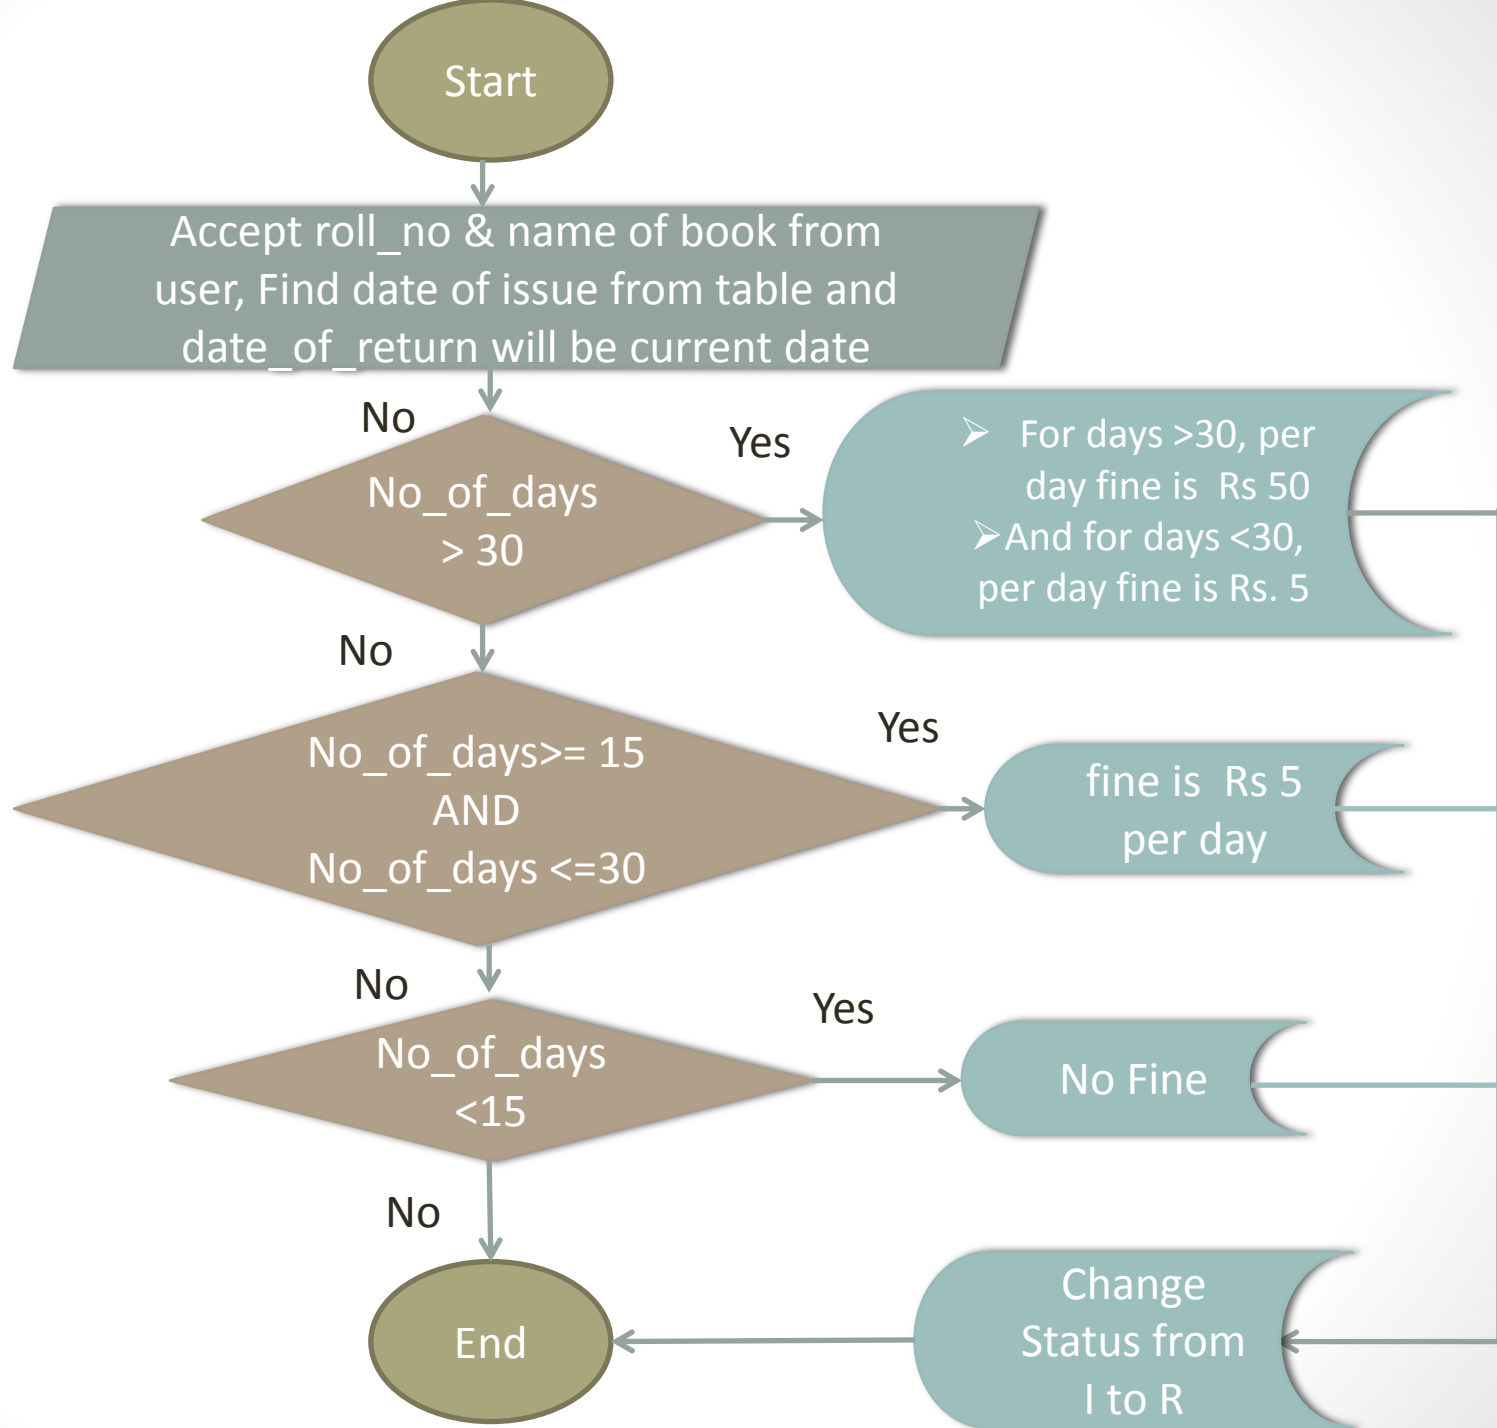 Start
Accept roll_no & name of book from
user, Find date of issue from table and
date_of_return will be current date
No
Yes
No_of_days
> 30
➢ For days >30, per
day fine is Rs 50
➢And for days <30,
per day fine is Rs. 5
No
Yes
No_of_days>= 15
AND
No_of_days <=30
fine is Rs 5
per day
No
Yes
No_of_days
<15
No Fine
No
End
Change
Status from
I to R